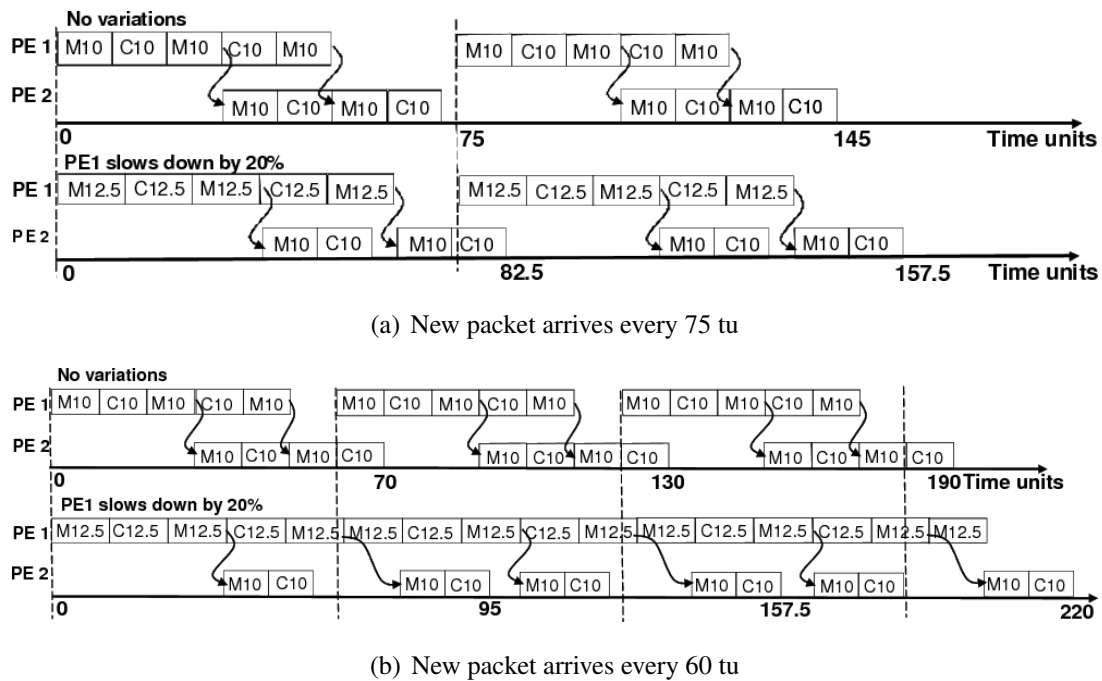 No variations
PE 1 M10 C10 M10 C10 M10 M10 C10 M10 C10 M10
PE 2 M10 C10 M10 C10 M10 C10 M10 C10
0 75 145 Time units
PE1 slows down by 20%
PE 1 M12.5 C12.5 M12.5 C12.5 M12.5 M12.5 C12.5 M12.5 C12.5 M12.5
PE 2 M10 C10 M10 C10 M10 C10 M10 C10
0 82.5 157.5 Time units
(a) New packet arrives every 75 tu
No variations
PE 1 M10 C10 M10 C10 M10 M10 C10 M10 C10 M10 M10 C10 M10 C10 M10
PE 2 M10 C10 M10 C10 M10 C10 M10 C10 M10 C10 M10 C10
0 70 130 190 Time units
PE1 slows down by 20%
PE 1 M12.5 C12.5 M12.5 C12.5 M12.5 M12.5 C12.5 M12.5 C12.5 M12.5 M12.5 C12.5 M12.5 C12.5 M12.5 M12.5
PE 2 M10 C10 M10 C10 M10 C10 M10 C10 M10 C10 M10 C10
0 95 157.5 220
(b) New packet arrives every 60 tu